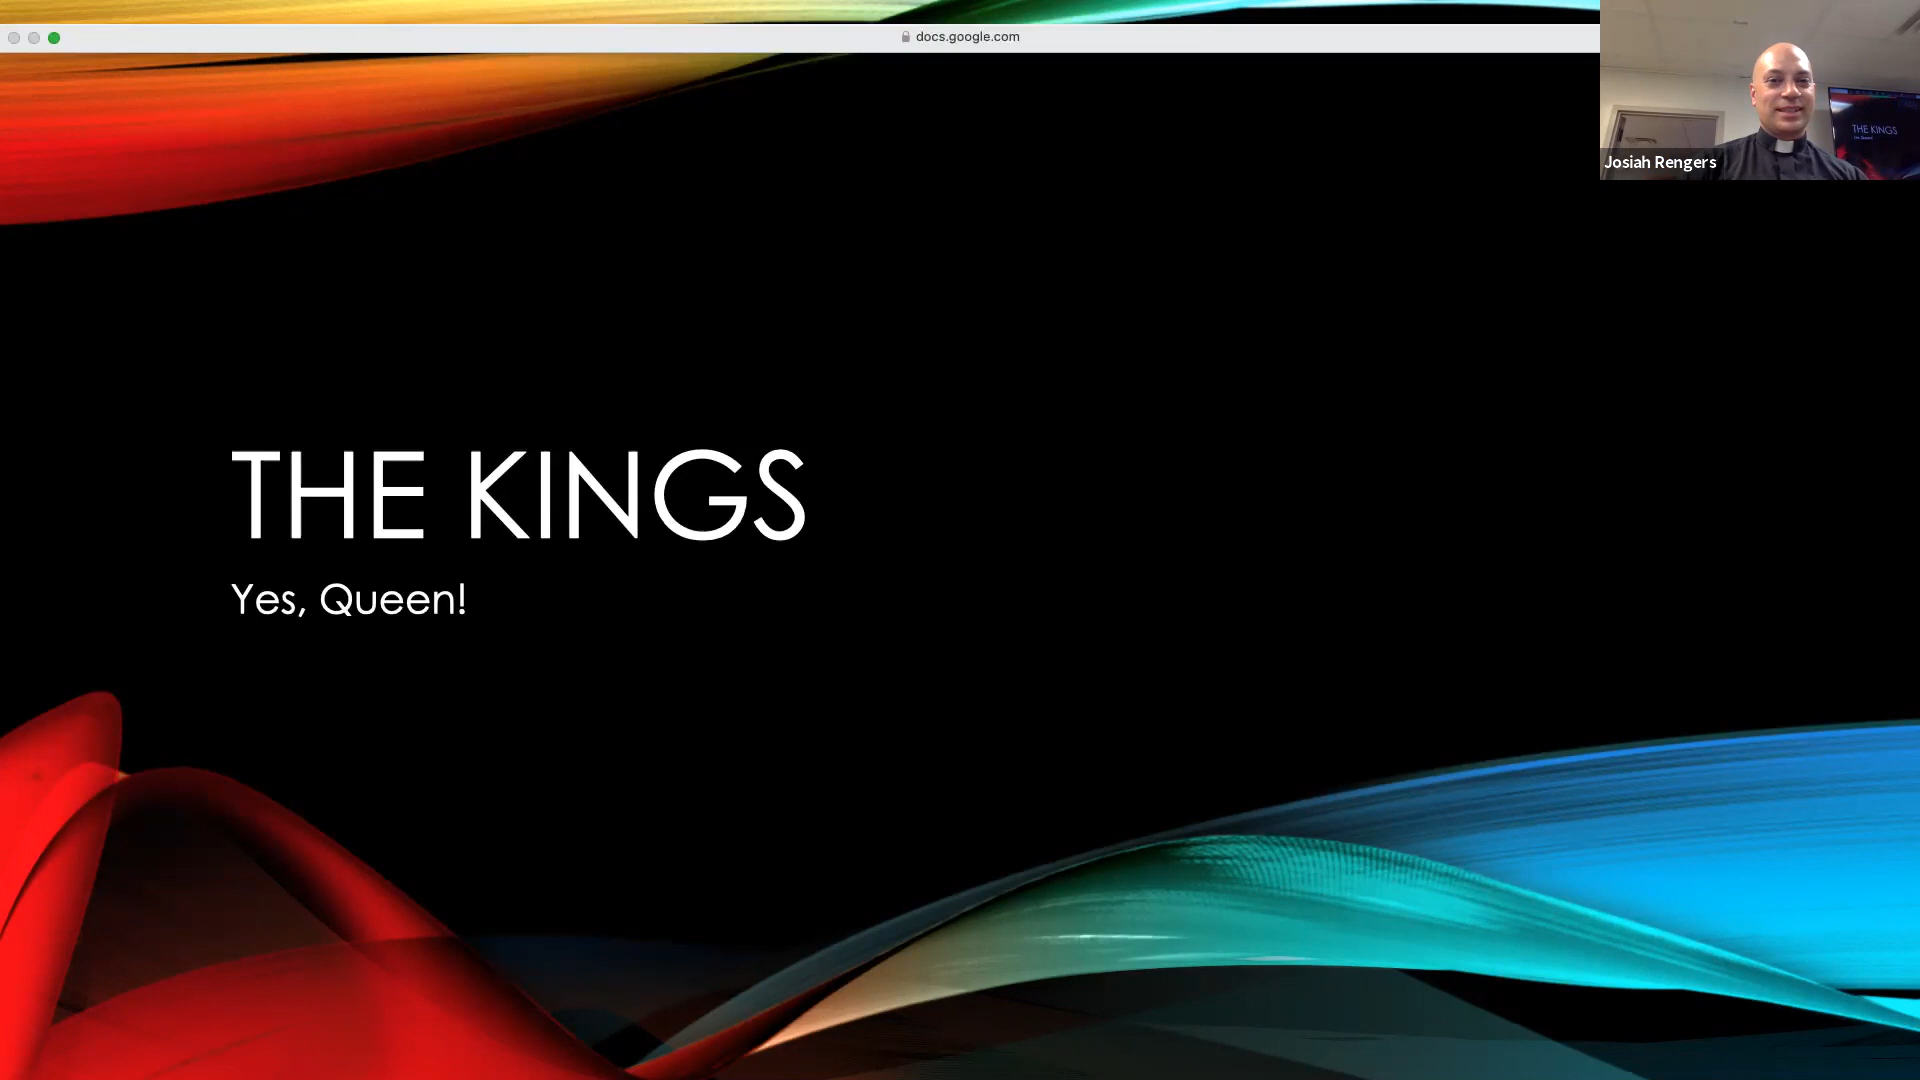 docs.google.com
THE KINGS
Yes, Queen!
Josiah Rengers
THE KINGS